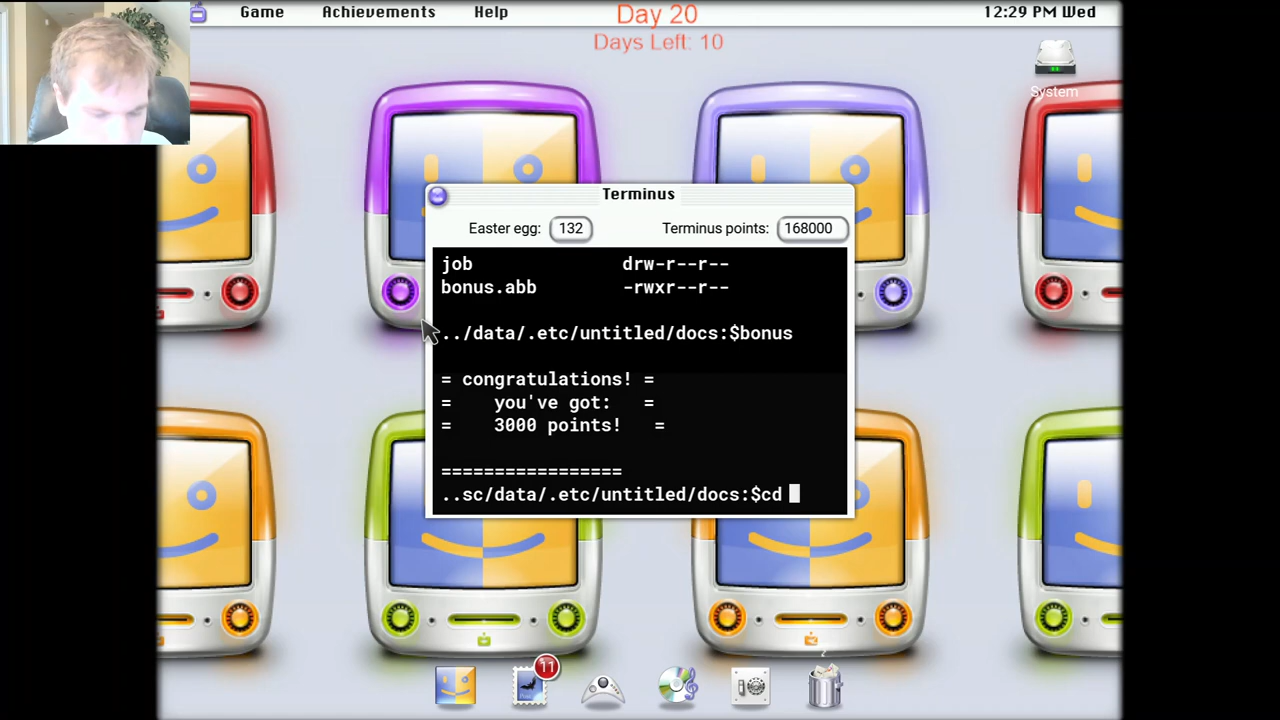 Game Achievements Help
Day 20
Days Left: 10
12:29 PM Wed
System
Terminus
Easter egg: 132 Terminus points: 168000
job drw-r--r--
bonus.abb -rwxr--r--
../data/.etc/untitled/docs:$bonus
= congratulations! =
= you've got: =
= 3000 points! =
=================
..sc/data/.etc/untitled/docs:$cd
11